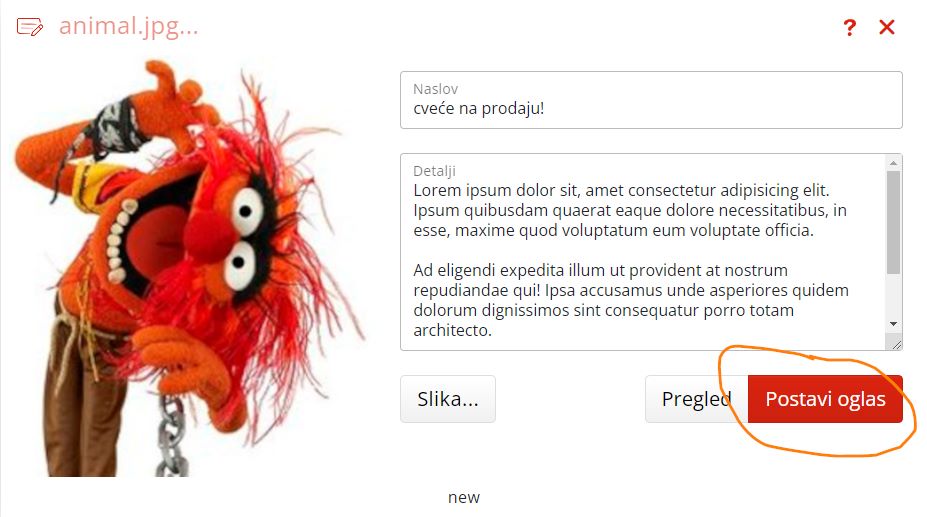 animal.jpg...
?
Naslov
cveće na prodaju!
Detalji
Lorem ipsum dolor sit, amet consectetur adipisicing elit.
Ipsum quibusdam quaerat eaque dolore necessitatibus, in
esse, maxime quod voluptatum eum voluptate officia.
Ad eligendi expedita illum ut provident at nostrum
repudiandae qui! Ipsa accusamus unde asperiores quidem
dolorum dignissimos sint consequatur porro totam
architecto.
Slika...
Pregled
Postavi oglas
new